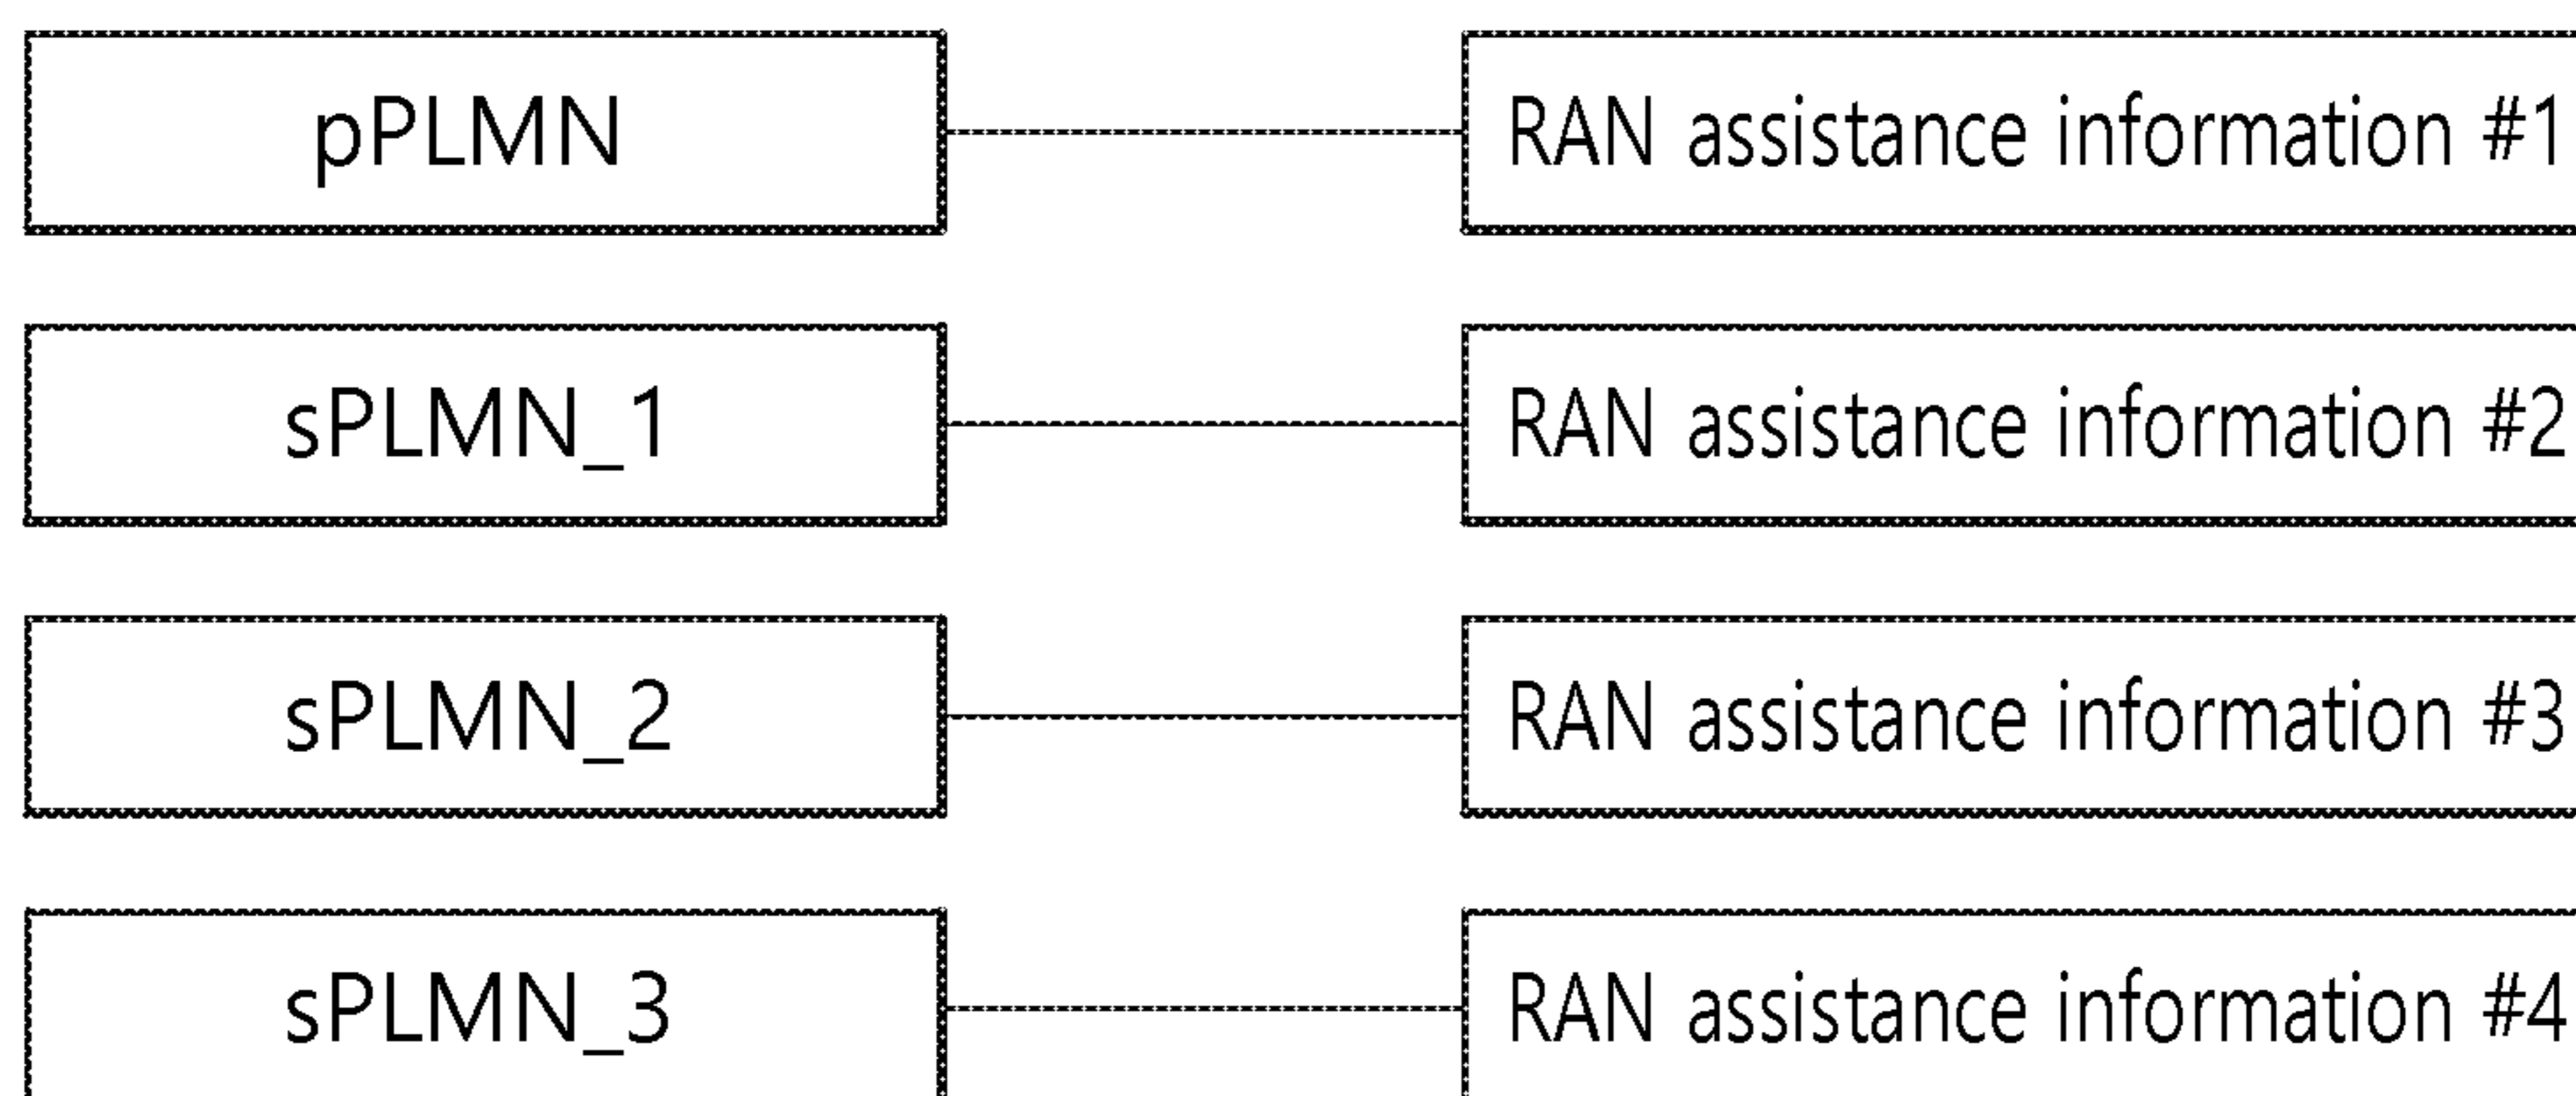 pPLMN
RAN assistance information #1
sPLMN_1
RAN assistance information #2
sPLMN_2
RAN assistance information #3
sPLMN_3
RAN assistance information #4